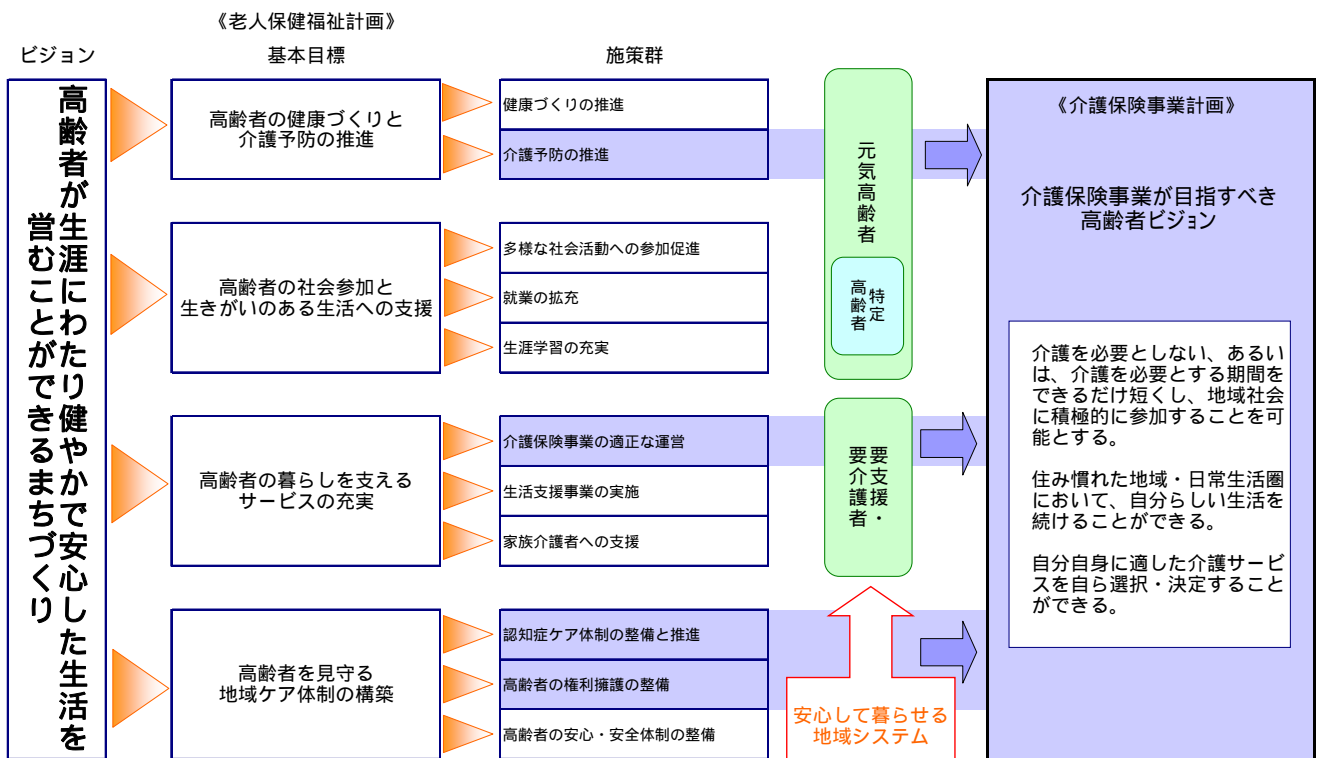 《老人保健福祉計画》
ビジョン
基本目標
施策群
高齢者が生涯にわたり健やかで安心した生活を
営むことができるまちづくり
高齢者の健康づくりと
介護予防の推進
健康づくりの推進
介護予防の推進
高齢者の社会参加と
生きがいのある生活への支援
多様な社会活動への参加促進
就業の拡充
生涯学習の充実
高齢者の暮らしを支える
サービスの充実
介護保険事業の適正な運営
生活支援事業の実施
家族介護者への支援
高齢者を見守る
地域ケア体制の構築
認知症ケア体制の整備と推進
高齢者の権利擁護の整備
高齢者の安心・安全体制の整備
元気高齢者
特定
高齢者
要支援・
要介護者
安心して暮らせる
地域システム
《介護保険事業計画》
介護保険事業が目指すべき
高齢者ビジョン
介護を必要としない、あるい
は、介護を必要とする期間を
できるだけ短くし、地域社会
に積極的に参加することを可
能とする。
住み慣れた地域・日常生活圏
において、自分らしい生活を
続けることができる。
自分自身に適した介護サービ
スを自ら選択・決定すること
ができる。